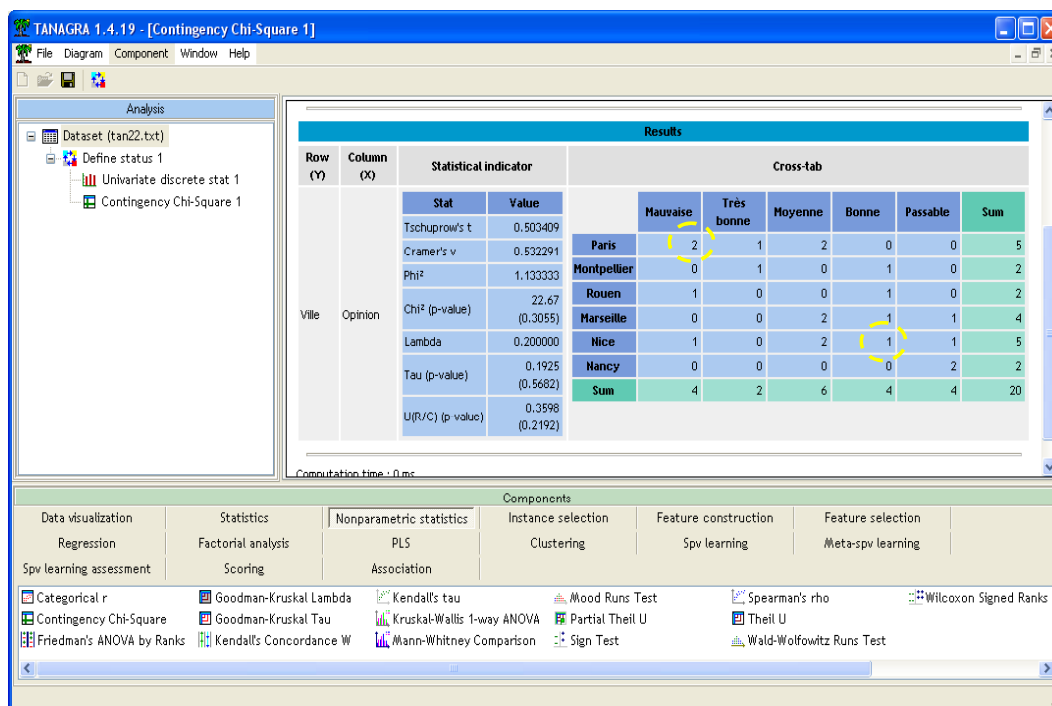 TANAGRA 1.4.19 - [Contingency Chi-Square 1]
File Diagram Component Window Help
Analysis
Dataset (tan22.txt)
Define status 1
Univariate discrete stat 1
Contingency Chi-Square 1
Results
Row (Y) Column (X) Statistical indicator Cross-tab
Ville Opinion
Stat Value
Tschuprow's t 0.503409
Cramer's v 0.532291
Phi² 1.133333
Chi² (p-value) 22.67 (0.3055)
Lambda 0.200000
Tau (p-value) 0.1925 (0.5682)
U(R/C) (p-value) 0.3598 (0.2192)
Mauvaise Très bonne Moyenne Bonne Passable Sum
Paris 2 1 2 0 0 5
Montpellier 0 1 0 1 0 2
Rouen 1 0 0 1 0 2
Marseille 0 0 2 1 1 4
Nice 1 0 2 1 1 5
Nancy 0 0 0 0 2 2
Sum 4 2 6 4 4 20
Computation time : 0 ms.
Components
Data visualization Statistics Nonparametric statistics Instance selection Feature construction Feature selection
Regression Factorial analysis PLS Clustering Spv learning Meta-spv learning
Spv learning assessment Scoring Association
Categorical r Goodman-Kruskal Lambda Kendall's tau Mood Runs Test Spearman's rho Wilcoxon Signed Ranks
Contingency Chi-Square Goodman-Kruskal Tau Kruskal-Wallis 1-way ANOVA Partial Theil U Theil U
Friedman's ANOVA by Ranks Kendall's Concordance W Mann-Whitney Comparison Sign Test Wald-Wolfowitz Runs Test